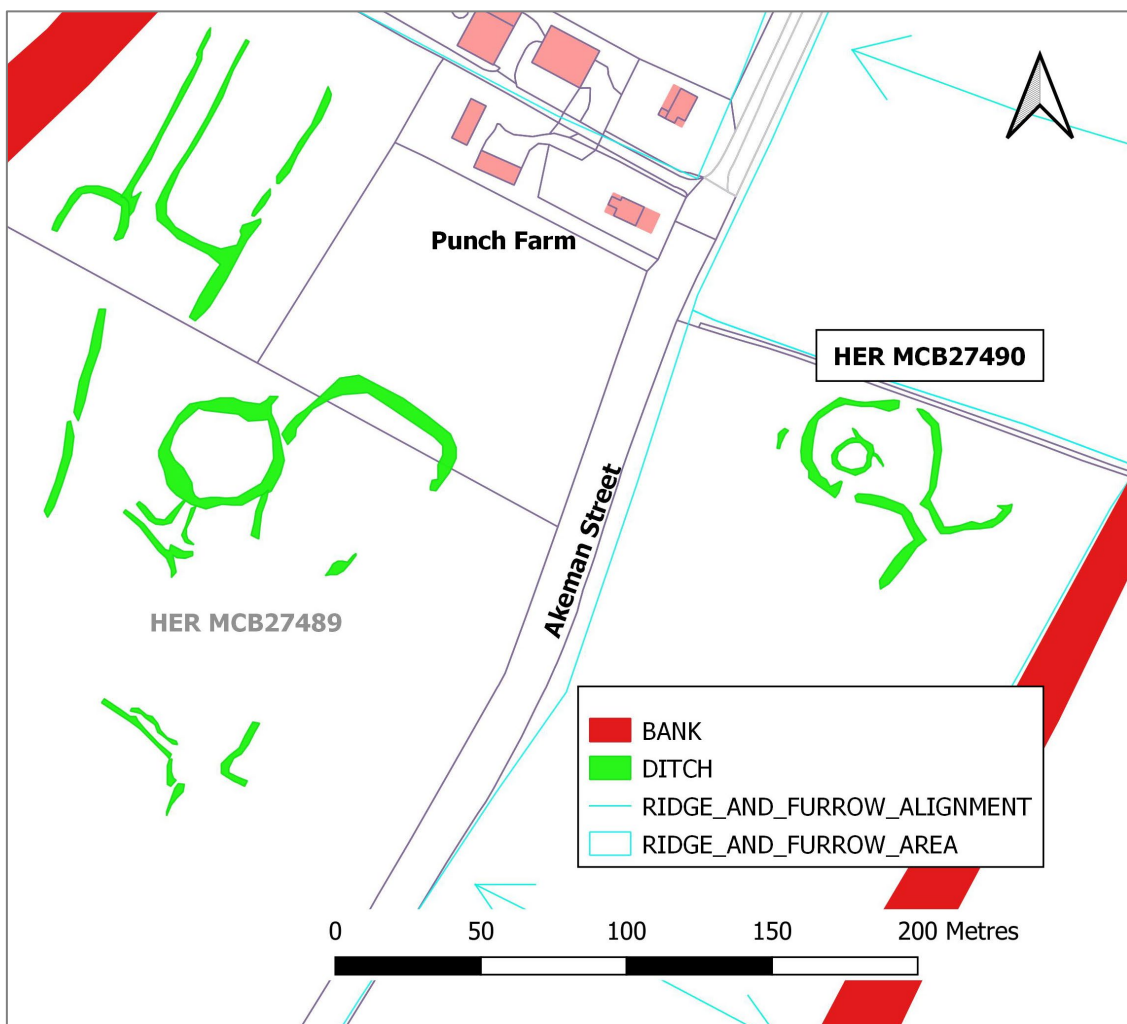 Punch Farm
HER MCB27490
Akeman Street
HER MCB27489
BANK
DITCH
RIDGE_AND_FURROW_ALIGNMENT
RIDGE_AND_FURROW_AREA
0 50 100 150 200 Metres